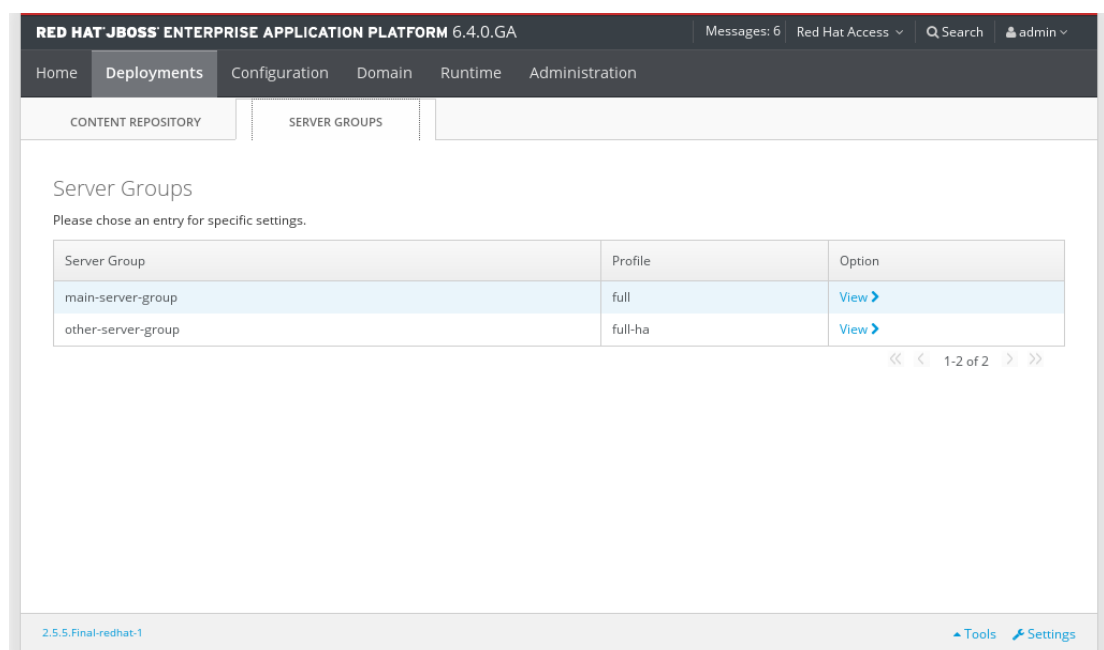 RED HAT JBOSS ENTERPRISE APPLICATION PLATFORM 6.4.0.GA Messages: 6 Red Hat Access Search admin
Home Deployments Configuration Domain Runtime Administration
CONTENT REPOSITORY SERVER GROUPS
Server Groups
Please chose an entry for specific settings.
Server Group Profile Option
main-server-group full View
other-server-group full-ha View
1-2 of 2
2.5.5.Final-redhat-1 Tools Settings